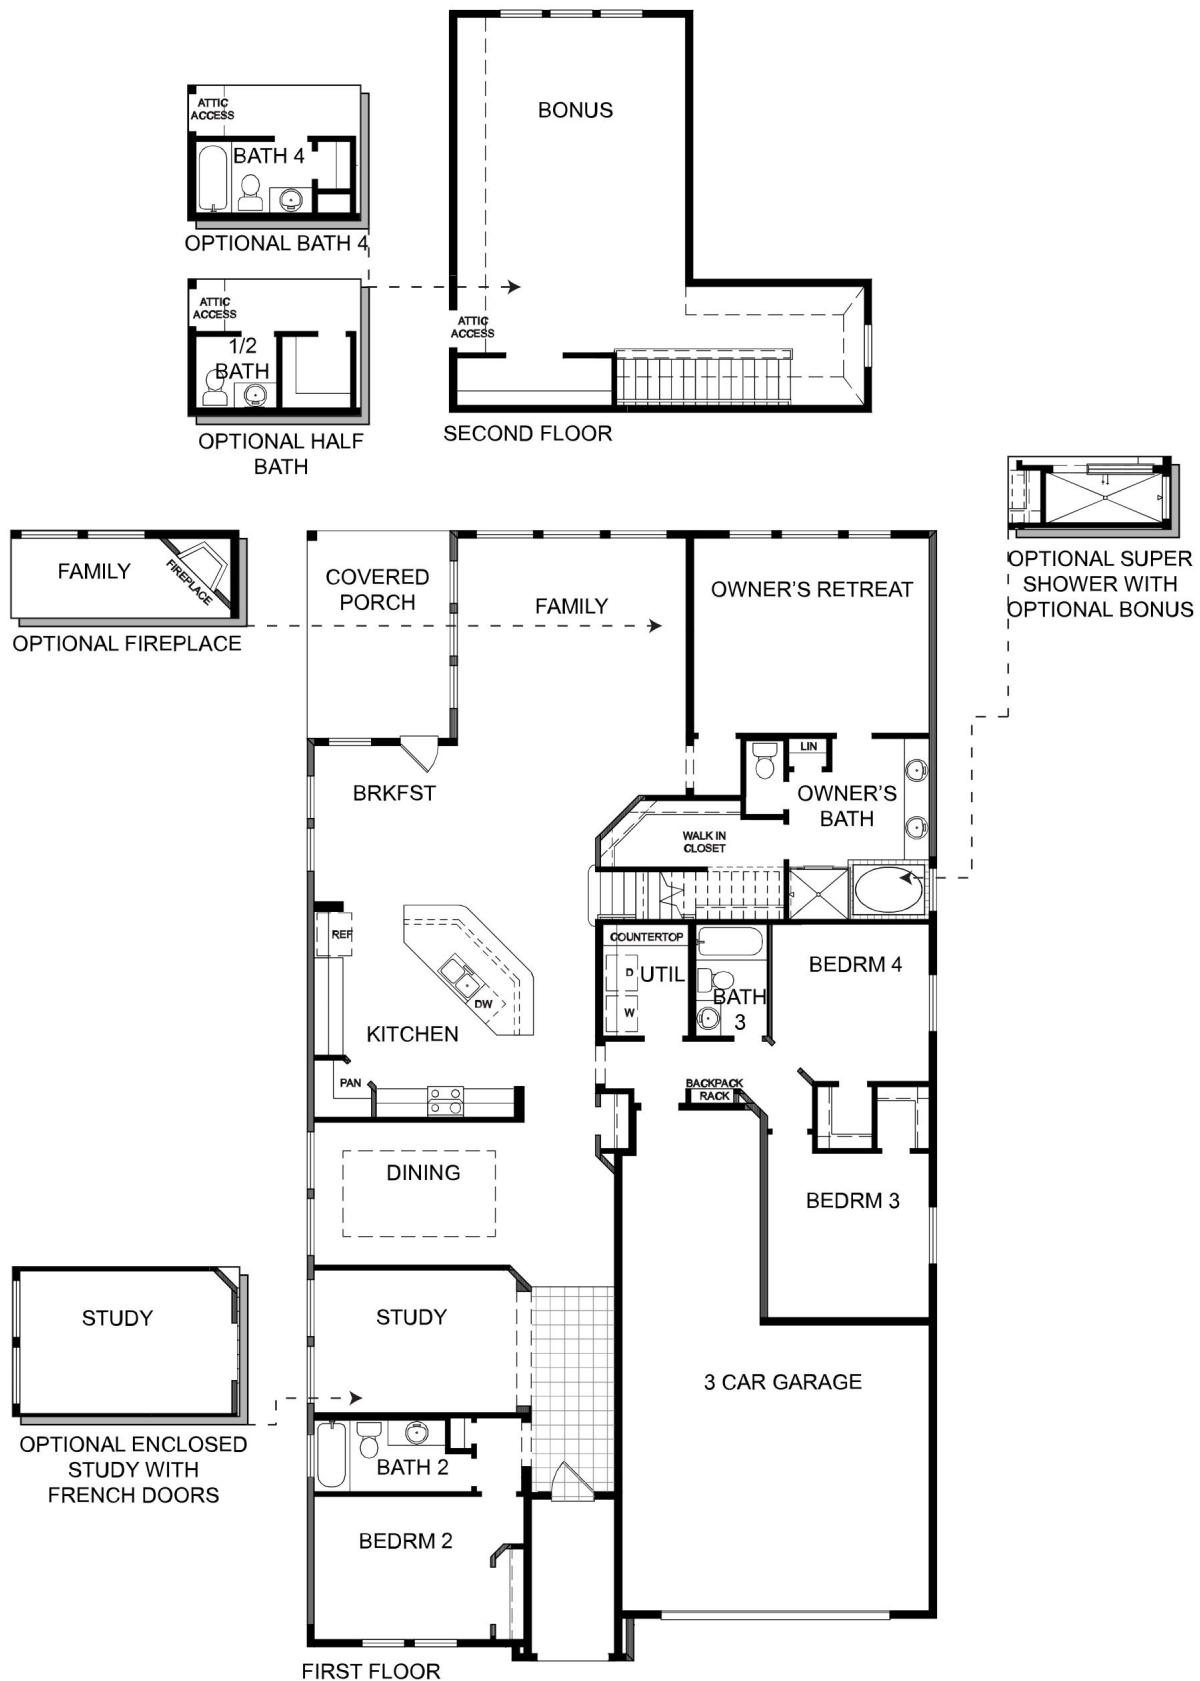 BONUS
ATTIC
ACCESS
BATH 4
OPTIONAL BATH 4
ATTIC
ACCESS
1/2
BATH
OPTIONAL HALF
BATH
ATTIC
ACCESS
SECOND FLOOR
OPTIONAL SUPER
SHOWER WITH
OPTIONAL BONUS
FAMILY
FIREPLACE
OPTIONAL FIREPLACE
COVERED
PORCH
FAMILY
OWNER'S RETREAT
LIN
BRKFST
OWNER'S
BATH
WALK IN
CLOSET
REF
COUNTERTOP
D
UTIL
W
BATH
3
BEDRM 4
DW
KITCHEN
PAN
BACKPACK
RACK
DINING
BEDRM 3
STUDY
STUDY
3 CAR GARAGE
OPTIONAL ENCLOSED
STUDY WITH
FRENCH DOORS
BATH 2
BEDRM 2
FIRST FLOOR